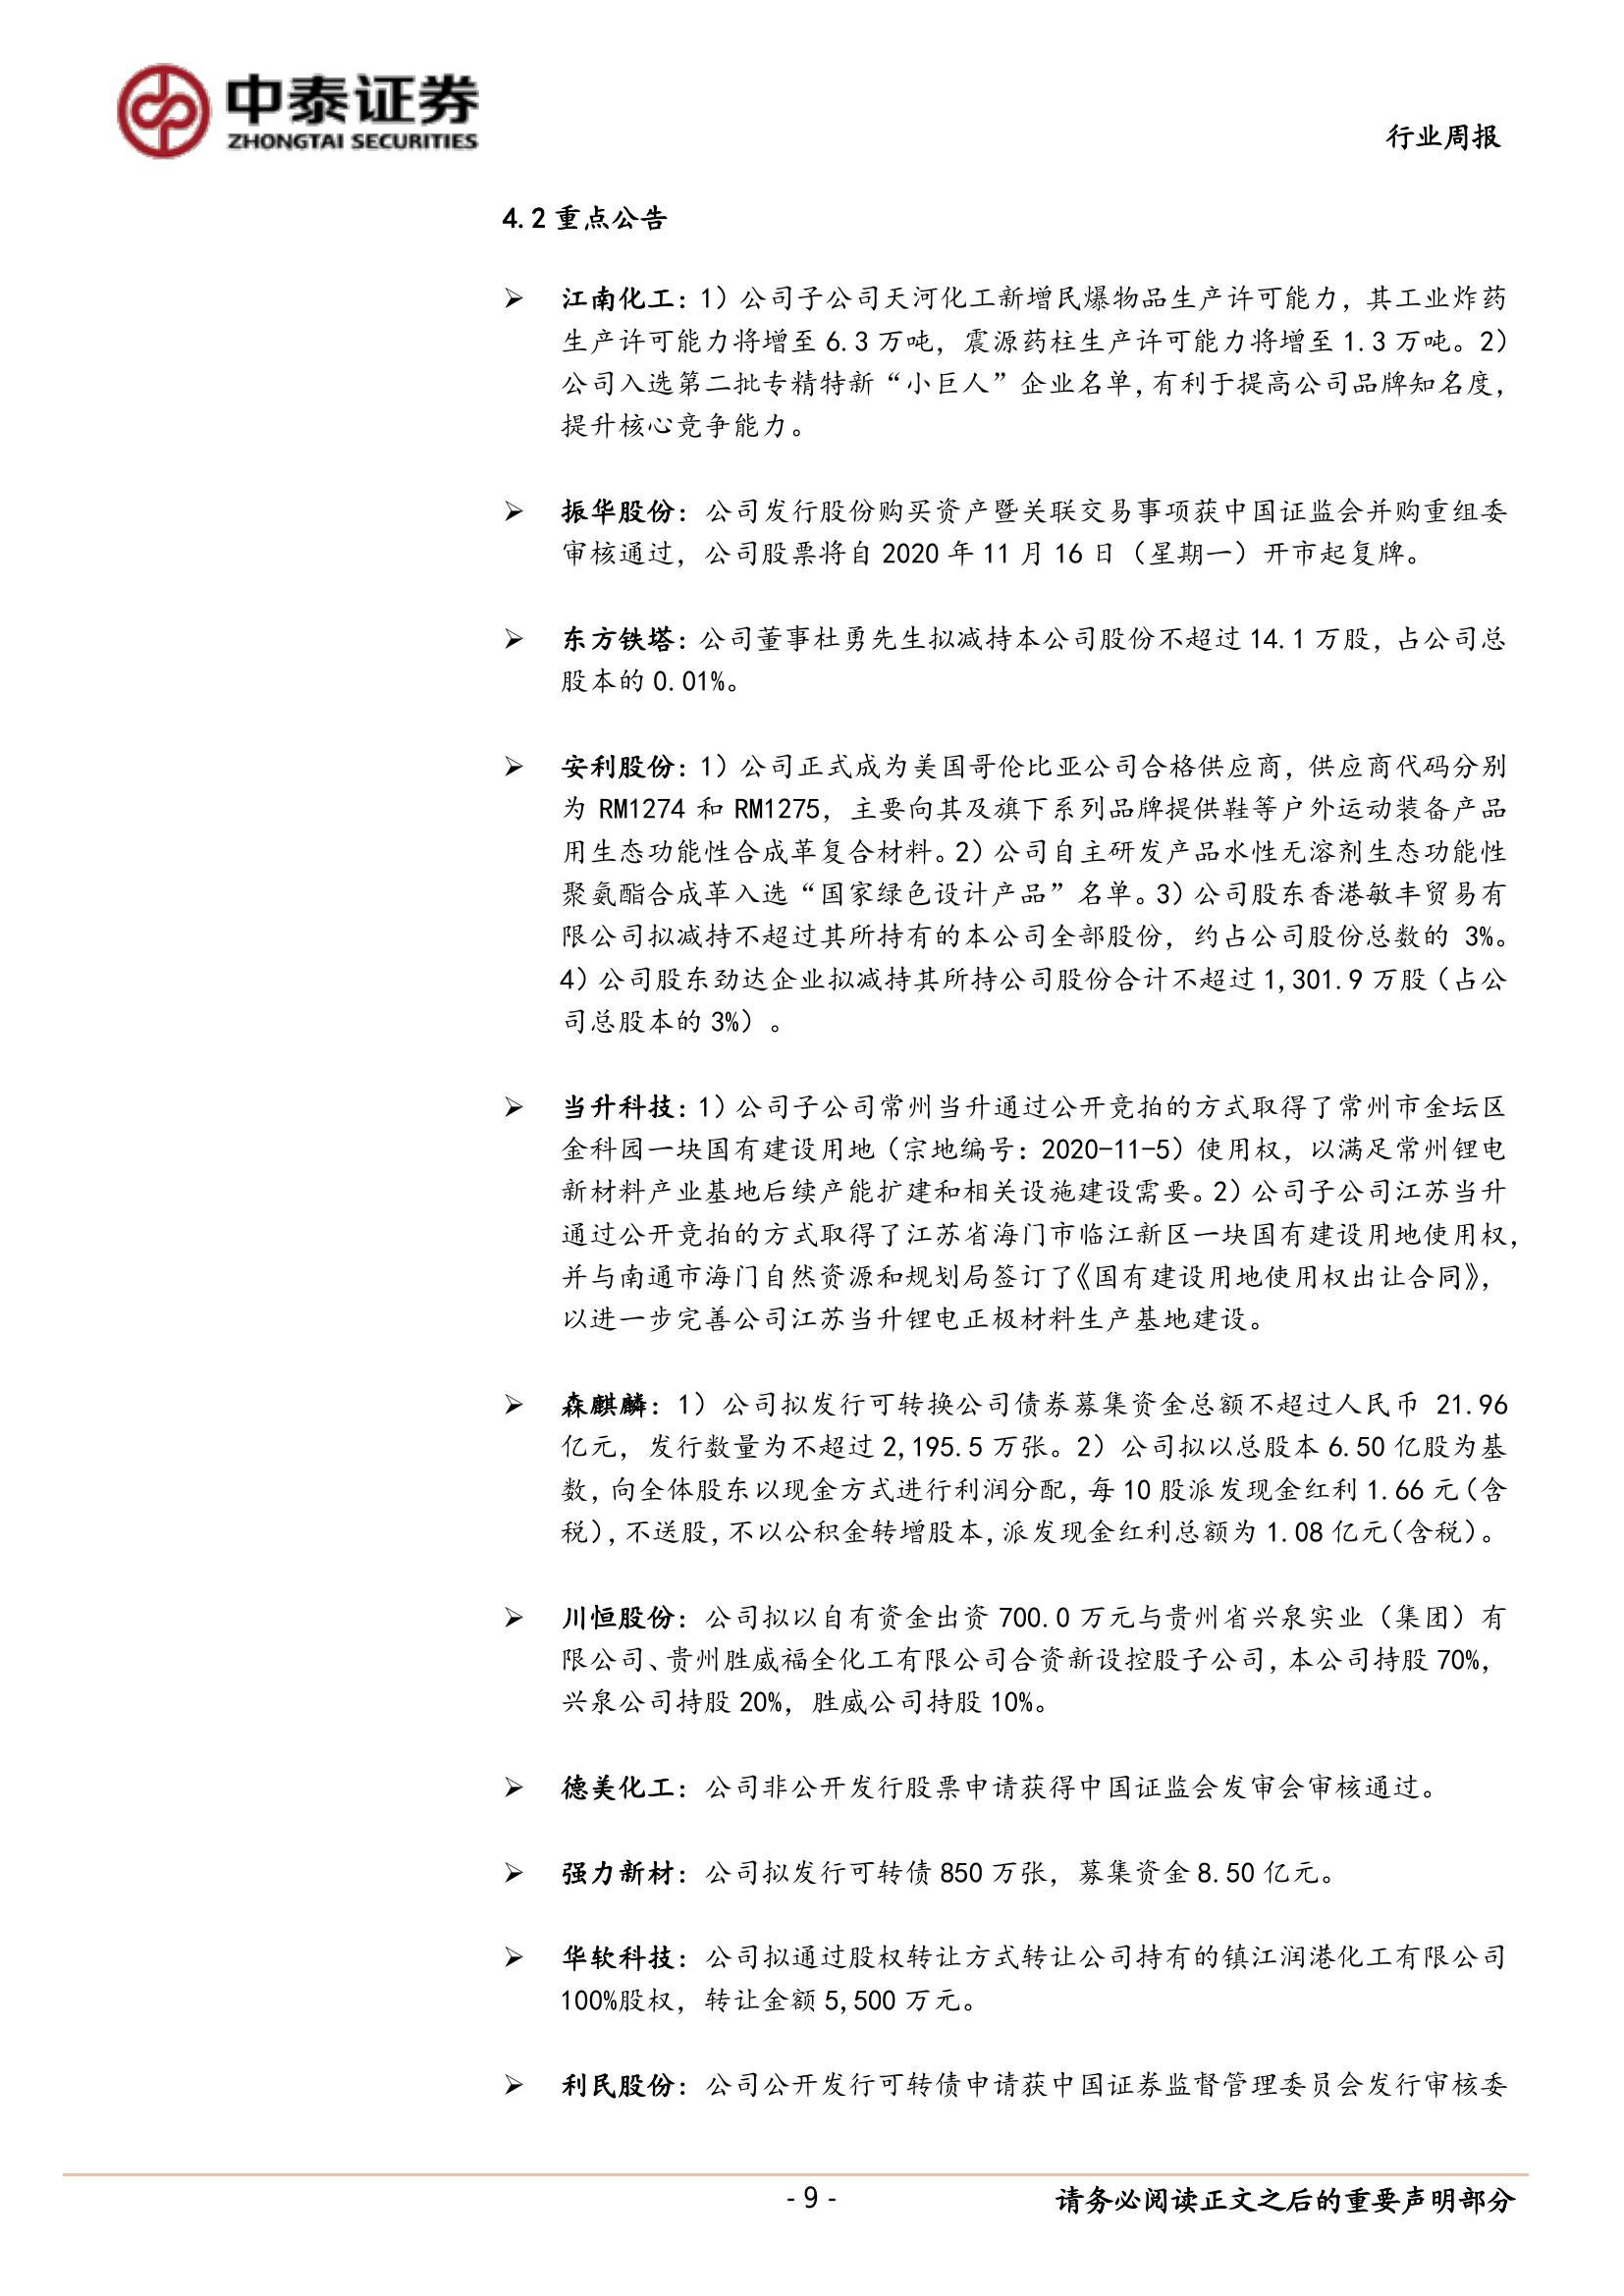 中泰证券
ZHONGTAI SECURITIES
行业周报
4.2 重点公告
➢ 江南化工：1）公司子公司天河化工新增民爆物品生产许可能力，其工业炸药
生产许可能力将增至 6.3 万吨，震源药柱生产许可能力将增至 1.3 万吨。2）
公司入选第二批专精特新“小巨人”企业名单，有利于提高公司品牌知名度，
提升核心竞争能力。
➢ 振华股份：公司发行股份购买资产暨关联交易事项获中国证监会并购重组委
审核通过，公司股票将自 2020 年 11 月 16 日（星期一）开市起复牌。
➢ 东方铁塔：公司董事杜勇先生拟减持本公司股份不超过 14.1 万股，占公司总
股本的 0.01%。
➢ 安利股份：1）公司正式成为美国哥伦比亚公司合格供应商，供应商代码分别
为 RM1274 和 RM1275，主要向其及旗下系列品牌提供鞋等户外运动装备产品
用生态功能性合成革复合材料。2）公司自主研发产品水性无溶剂生态功能性
聚氨酯合成革入选“国家绿色设计产品”名单。3）公司股东香港敏丰贸易有
限公司拟减持不超过其所持有的本公司全部股份，约占公司股份总数的 3%。
4）公司股东劲达企业拟减持其所持公司股份合计不超过 1,301.9 万股（占公
司总股本的 3%）。
➢ 当升科技：1）公司子公司常州当升通过公开竞拍的方式取得了常州市金坛区
金科园一块国有建设用地（宗地编号：2020-11-5）使用权，以满足常州锂电
新材料产业基地后续产能扩建和相关设施建设需要。2）公司子公司江苏当升
通过公开竞拍的方式取得了江苏省海门市临江新区一块国有建设用地使用权，
并与南通市海门自然资源和规划局签订了《国有建设用地使用权出让合同》，
以进一步完善公司江苏当升锂电正极材料生产基地建设。
➢ 森麒麟：1）公司拟发行可转换公司债券募集资金总额不超过人民币 21.96
亿元，发行数量为不超过 2,195.5 万张。2）公司拟以总股本 6.50 亿股为基
数，向全体股东以现金方式进行利润分配，每 10 股派发现金红利 1.66 元（含
税），不送股，不以公积金转增股本，派发现金红利总额为 1.08 亿元（含税）。
➢ 川恒股份：公司拟以自有资金出资 700.0 万元与贵州省兴泉实业（集团）有
限公司、贵州胜威福全化工有限公司合资新设控股子公司，本公司持股 70%，
兴泉公司持股 20%，胜威公司持股 10%。
➢ 德美化工：公司非公开发行股票申请获得中国证监会发审会审核通过。
➢ 强力新材：公司拟发行可转债 850 万张，募集资金 8.50 亿元。
➢ 华软科技：公司拟通过股权转让方式转让公司持有的镇江润港化工有限公司
100%股权，转让金额 5,500 万元。
➢ 利民股份：公司公开发行可转债申请获中国证券监督管理委员会发行审核委
- 9 -
请务必阅读正文之后的重要声明部分